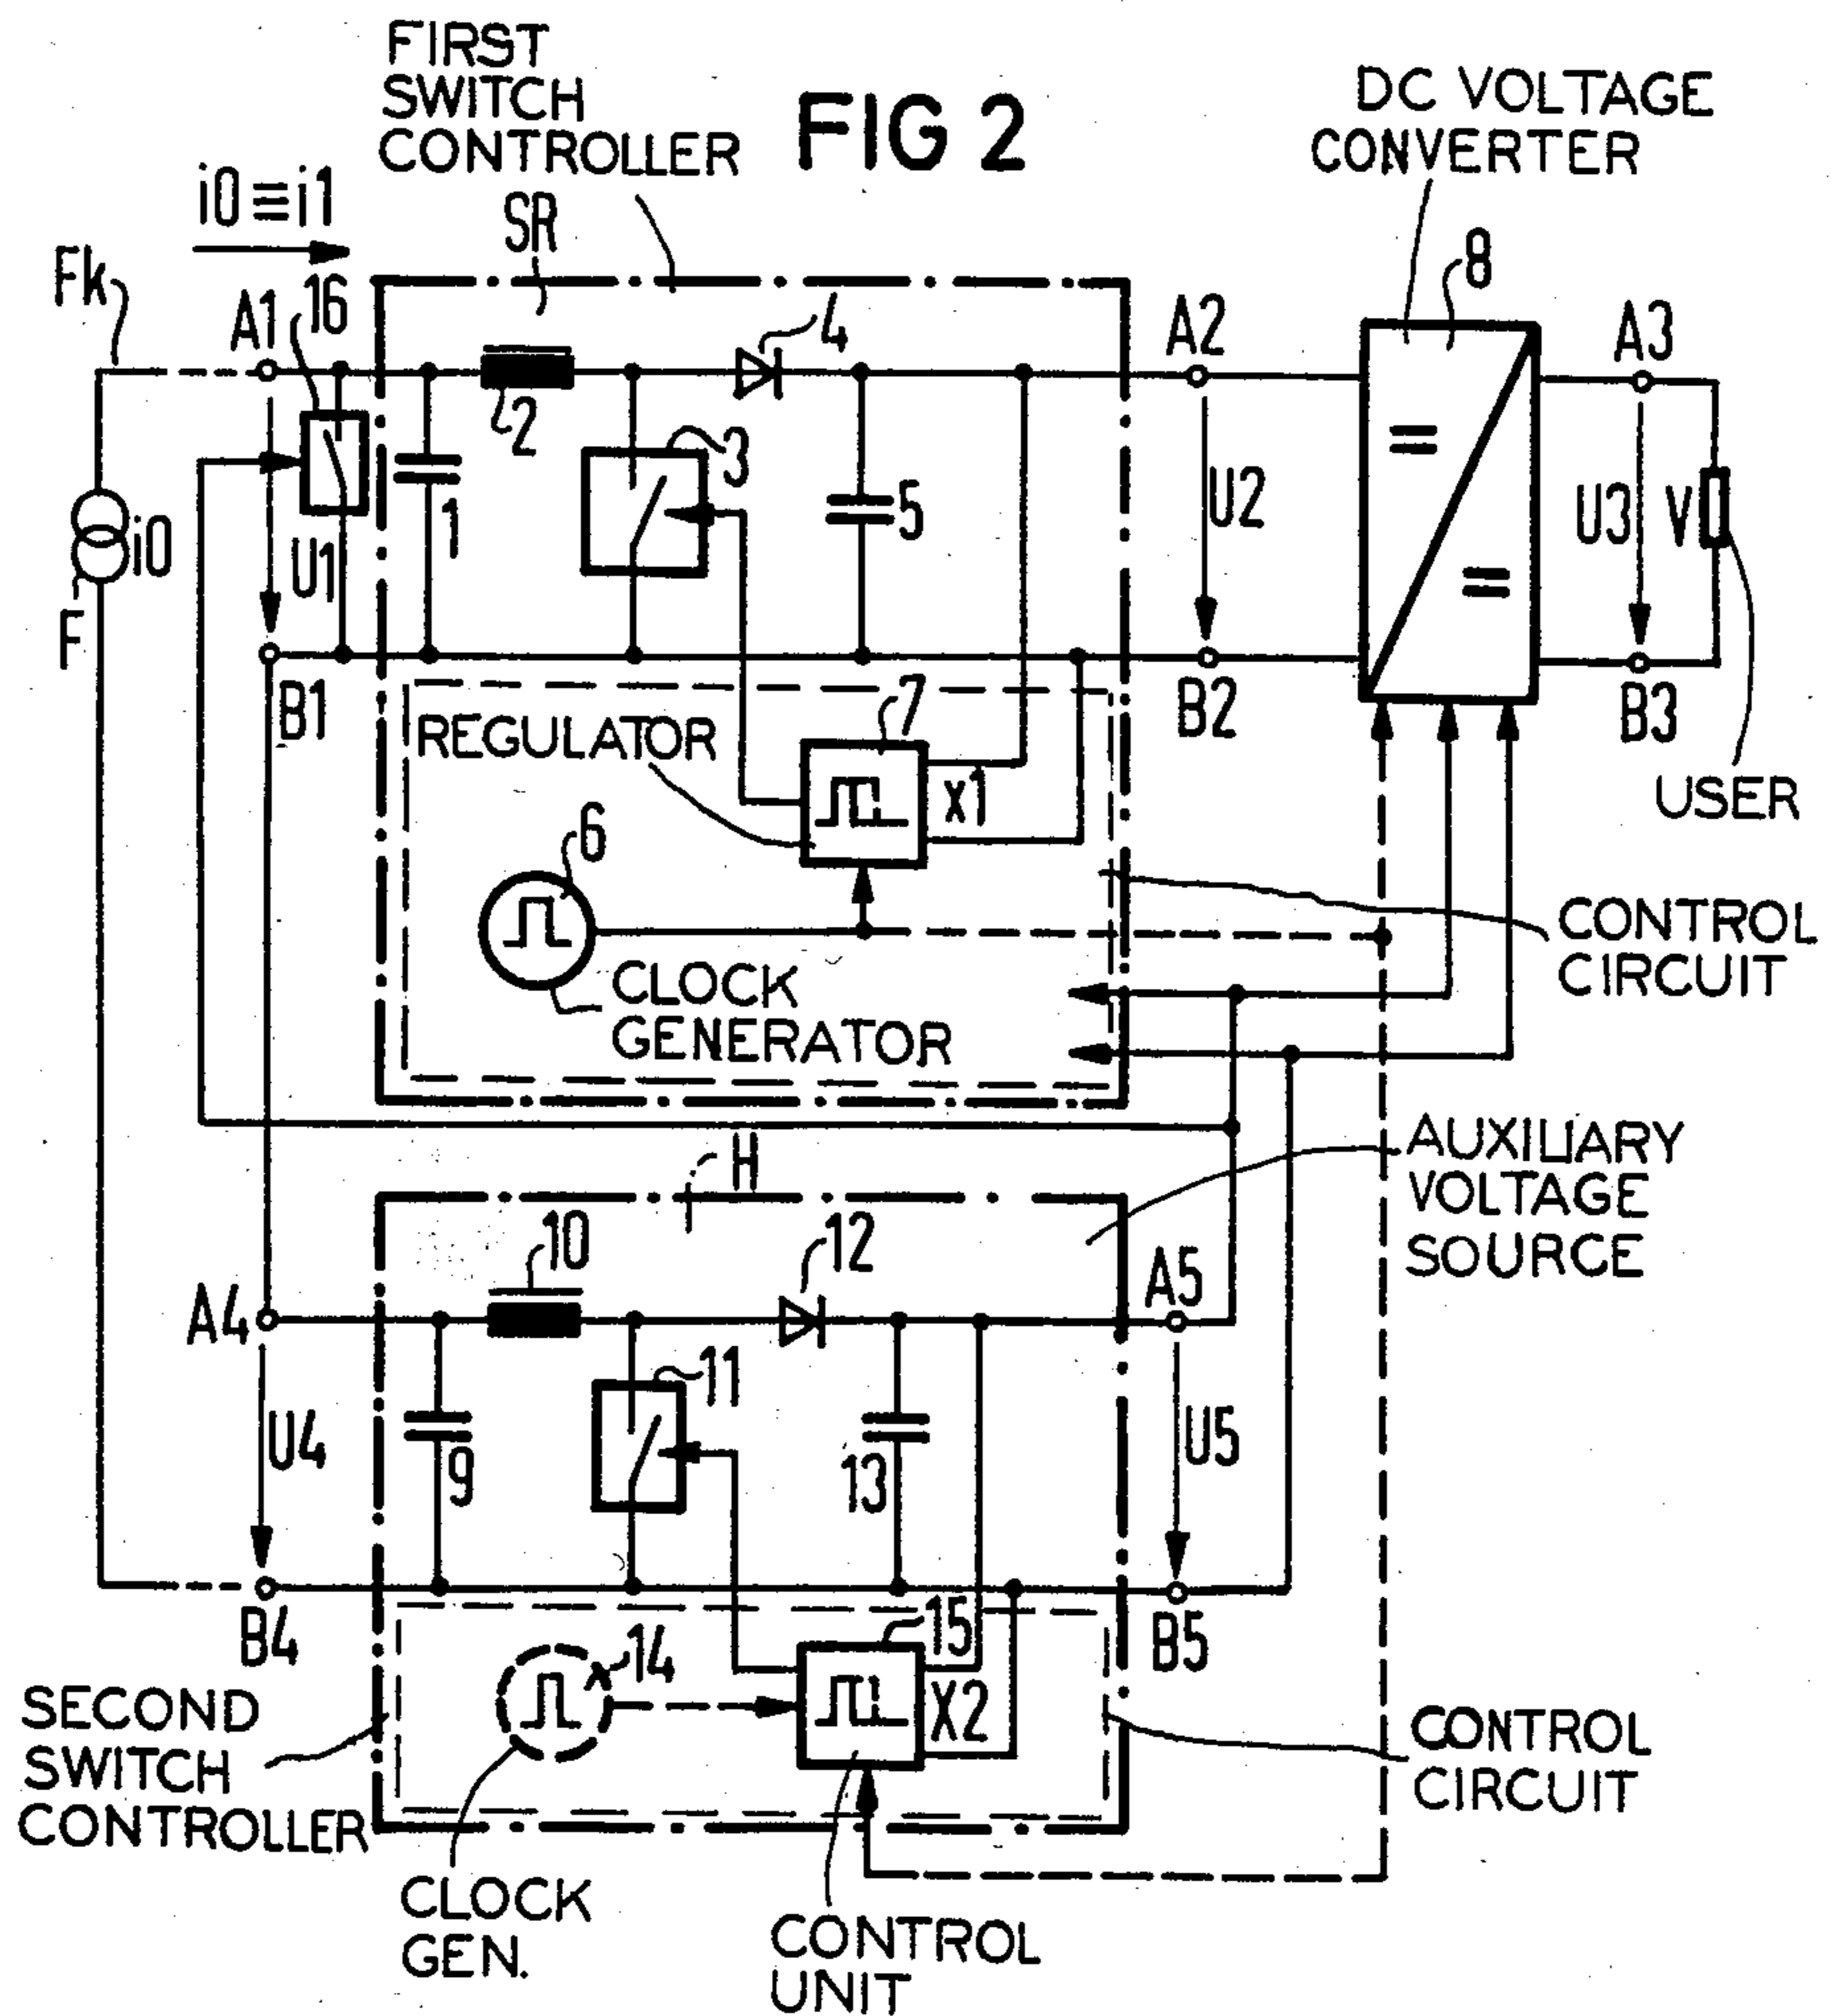 FIRST
SWITCH
CONTROLLER
FIG 2
DC VOLTAGE
CONVERTER
i0≡i1
SR
Fk
A1
16
4
A2
8
A3
2
3
1
5
U1
U2
U3
V
i0
F
B1
B2
B3
REGULATOR
7
x1
USER
6
CLOCK
GENERATOR
CONTROL
CIRCUIT
H
AUXILIARY
VOLTAGE
SOURCE
10
12
A4
A5
11
U4
9
13
U5
B4
B5
14
15
X2
SECOND
SWITCH
CONTROLLER
CONTROL
CIRCUIT
CLOCK
GEN.
CONTROL
UNIT